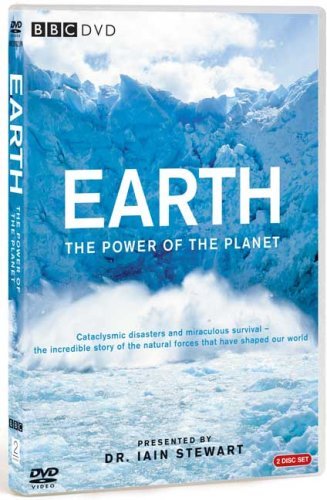 BBC DVD
EARTH
THE POWER OF THE PLANET
Cataclysmic disasters and miraculous survival –
the incredible story of the natural forces that have shaped our world
PRESENTED BY
DR. IAIN STEWART
2 DISC SET
DVD
VIDEO
DVD
EARTH
THE POWER OF
THE PLANET
BBC